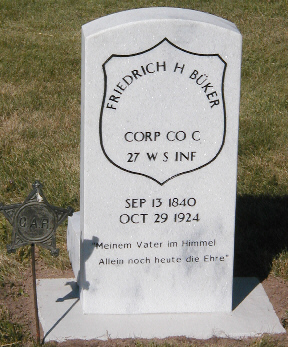 FRIEDRICH H BÜKER
CORP CO C
27 W S INF
SEP 13 1840
OCT 29 1924
"Meinem Vater im Himmel
Allein noch heute die Ehre"
GAR